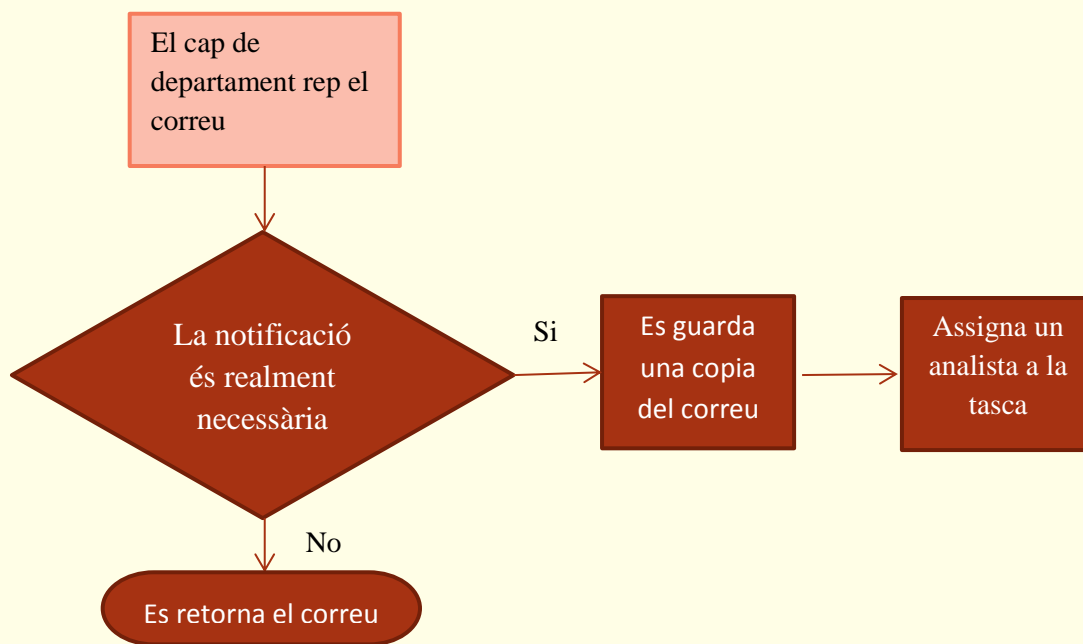 El cap de
departament rep el
correu
La notificació
és realment
necessària
Si
Es guarda
una copia
del correu
Assigna un
analista a la
tasca
No
Es retorna el correu